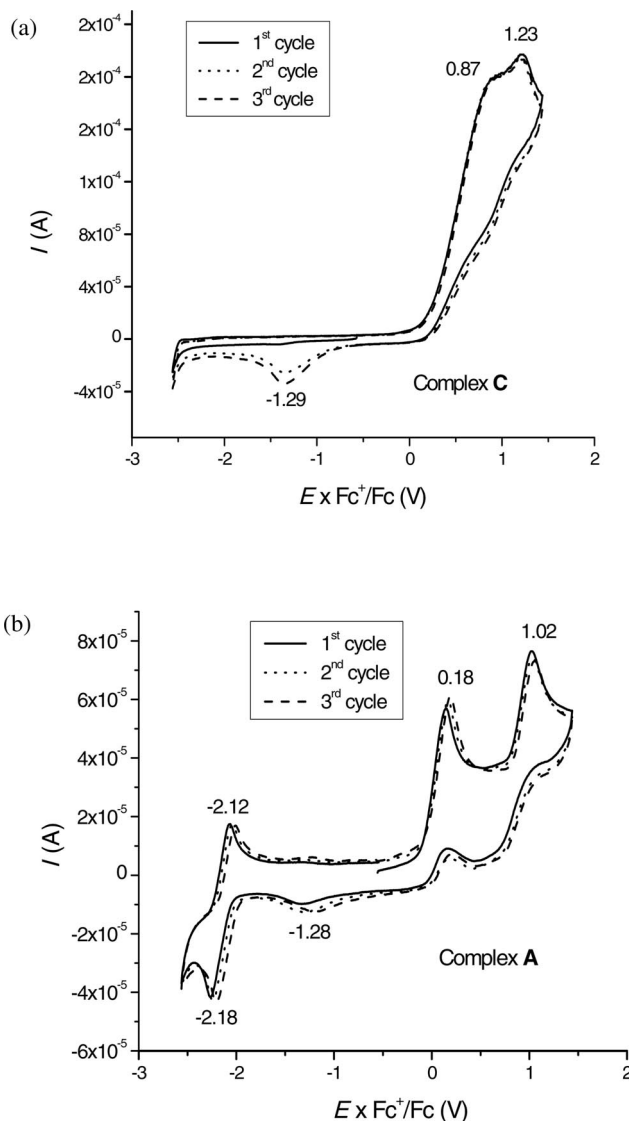 (a)
1st cycle
2nd cycle
3rd cycle
0.87
1.23
2x10-4
2x10-4
2x10-4
1x10-4
8x10-5
4x10-5
0
-4x10-5
I (A)
-1.29
Complex C
-3
-2
-1
0
1
2
E x Fc+/Fc (V)
(b)
1st cycle
2nd cycle
3rd cycle
1.02
0.18
-2.12
8x10-5
6x10-5
4x10-5
2x10-5
0
-2x10-5
-4x10-5
-6x10-5
I (A)
-1.28
-2.18
Complex A
-3
-2
-1
0
1
2
E x Fc+/Fc (V)